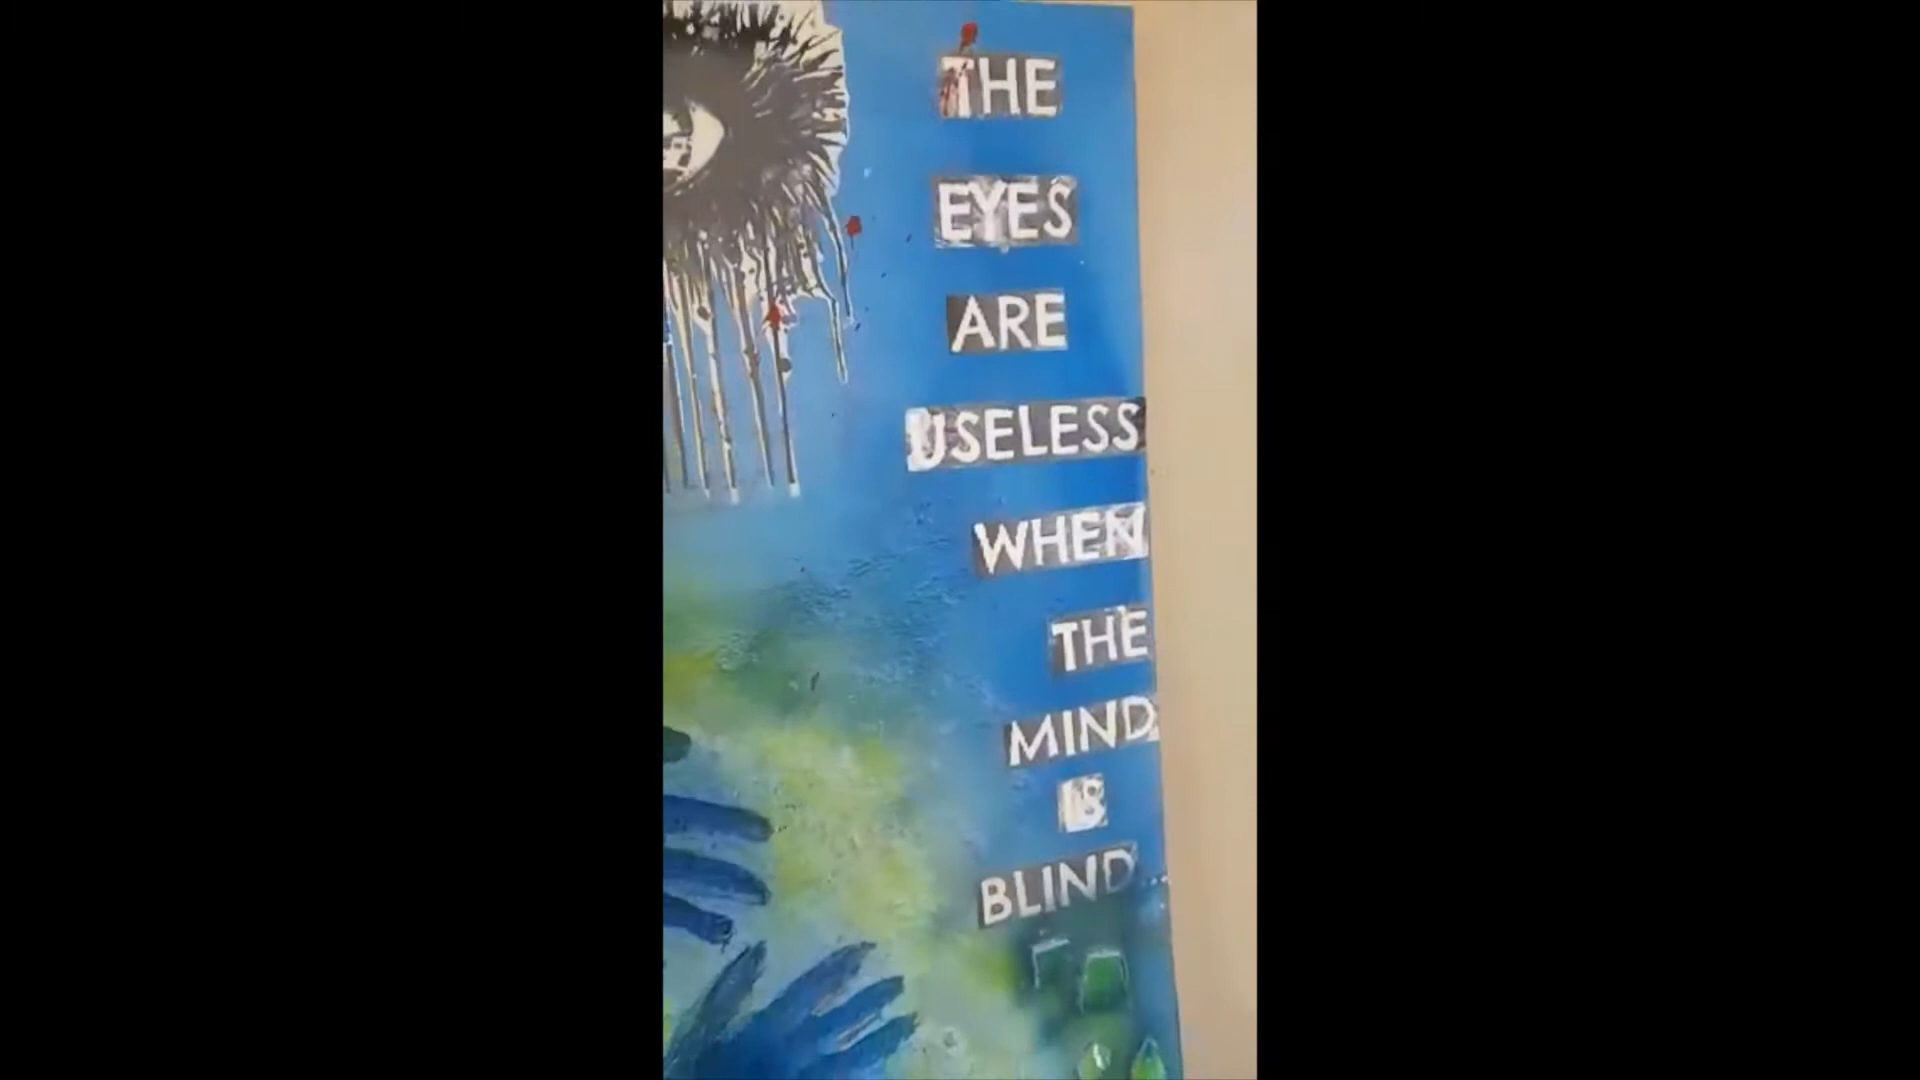 THE
EYES
ARE
USELESS
WHEN
THE
MIND
IS
BLIND...